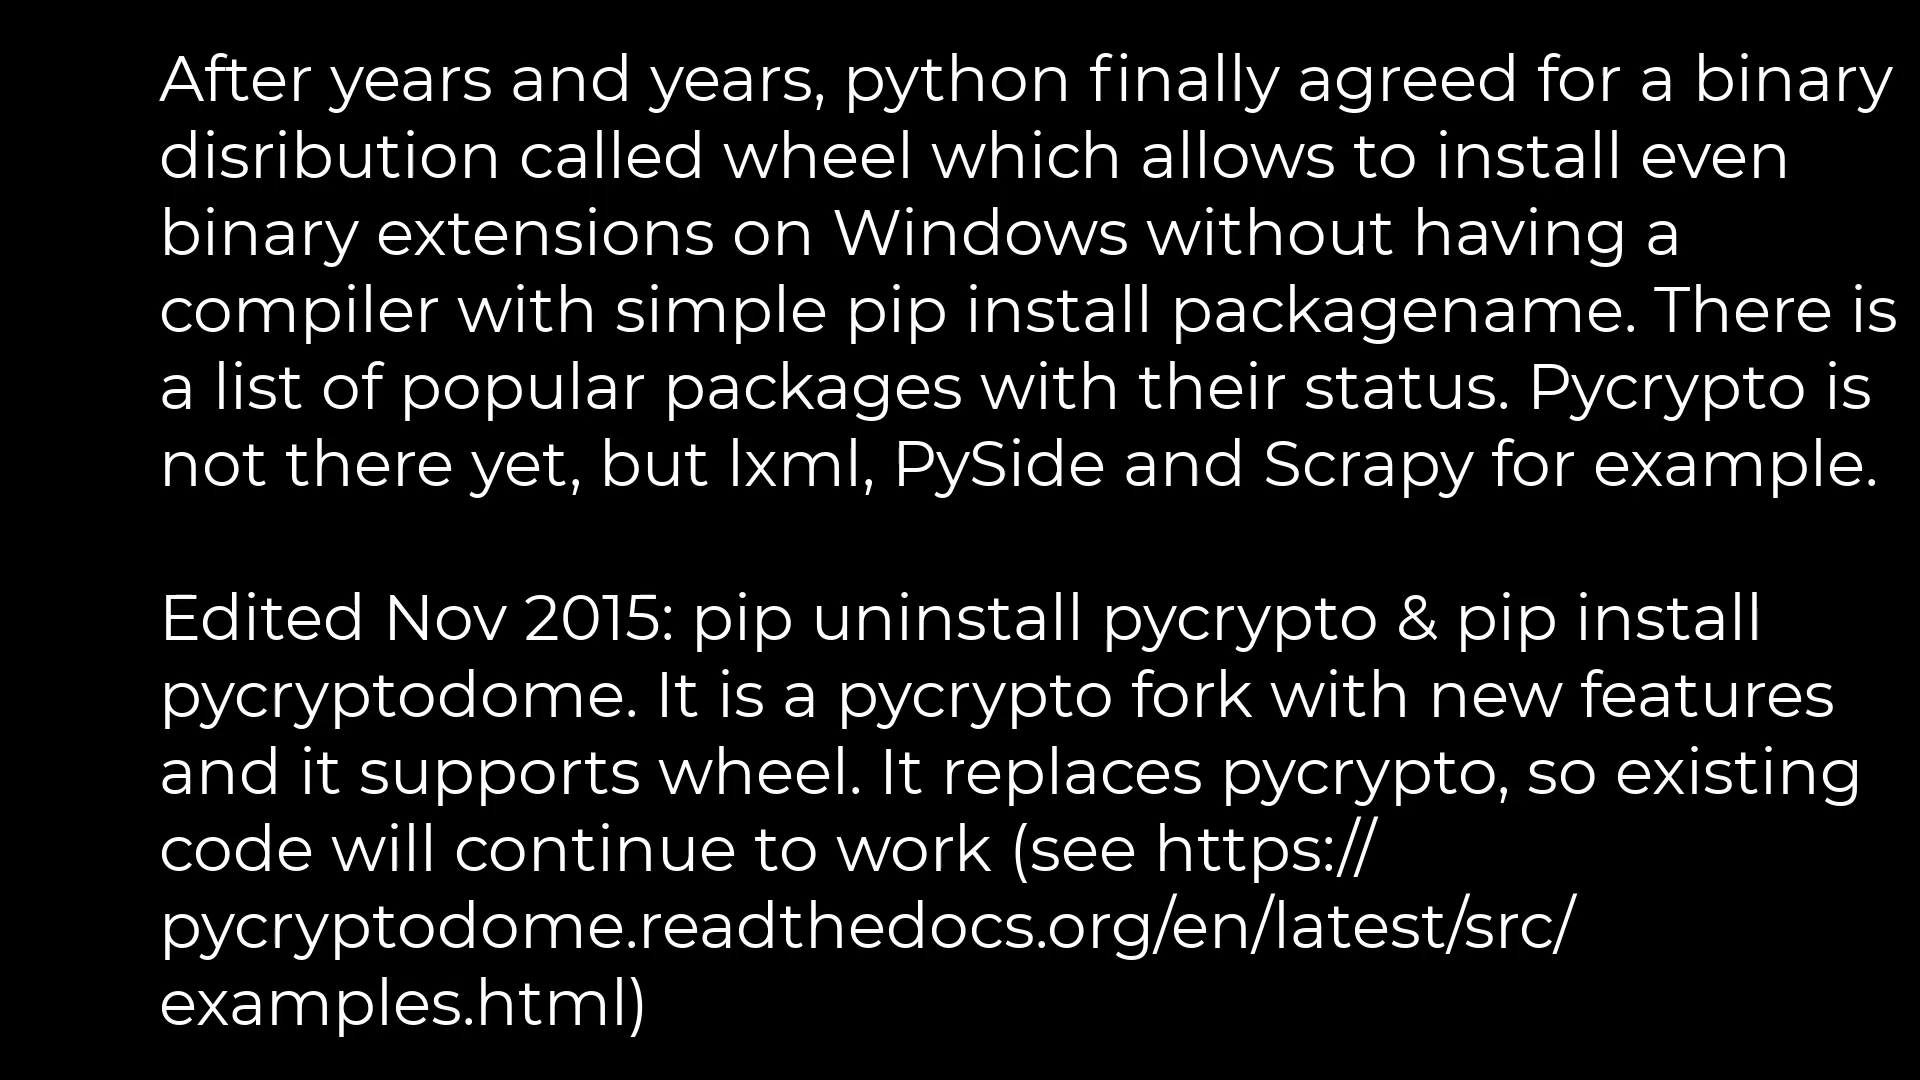 After years and years, python finally agreed for a binary
disribution called wheel which allows to install even
binary extensions on Windows without having a
compiler with simple pip install packagename. There is
a list of popular packages with their status. Pycrypto is
not there yet, but lxml, PySide and Scrapy for example.
Edited Nov 2015: pip uninstall pycrypto & pip install
pycryptodome. It is a pycrypto fork with new features
and it supports wheel. It replaces pycrypto, so existing
code will continue to work (see https://
pycryptodome.readthedocs.org/en/latest/src/
examples.html)